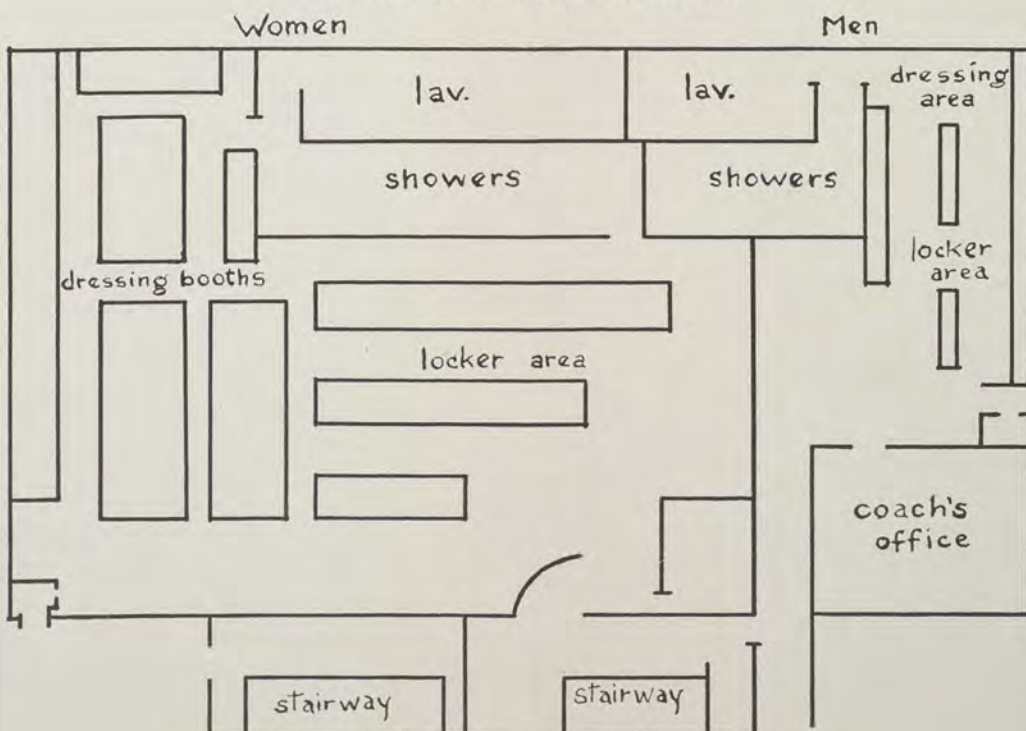 Women
Men
lav.
lav.
dressing
area
showers
showers
dressing booths
locker
area
locker area
coach's
office
stairway
stairway